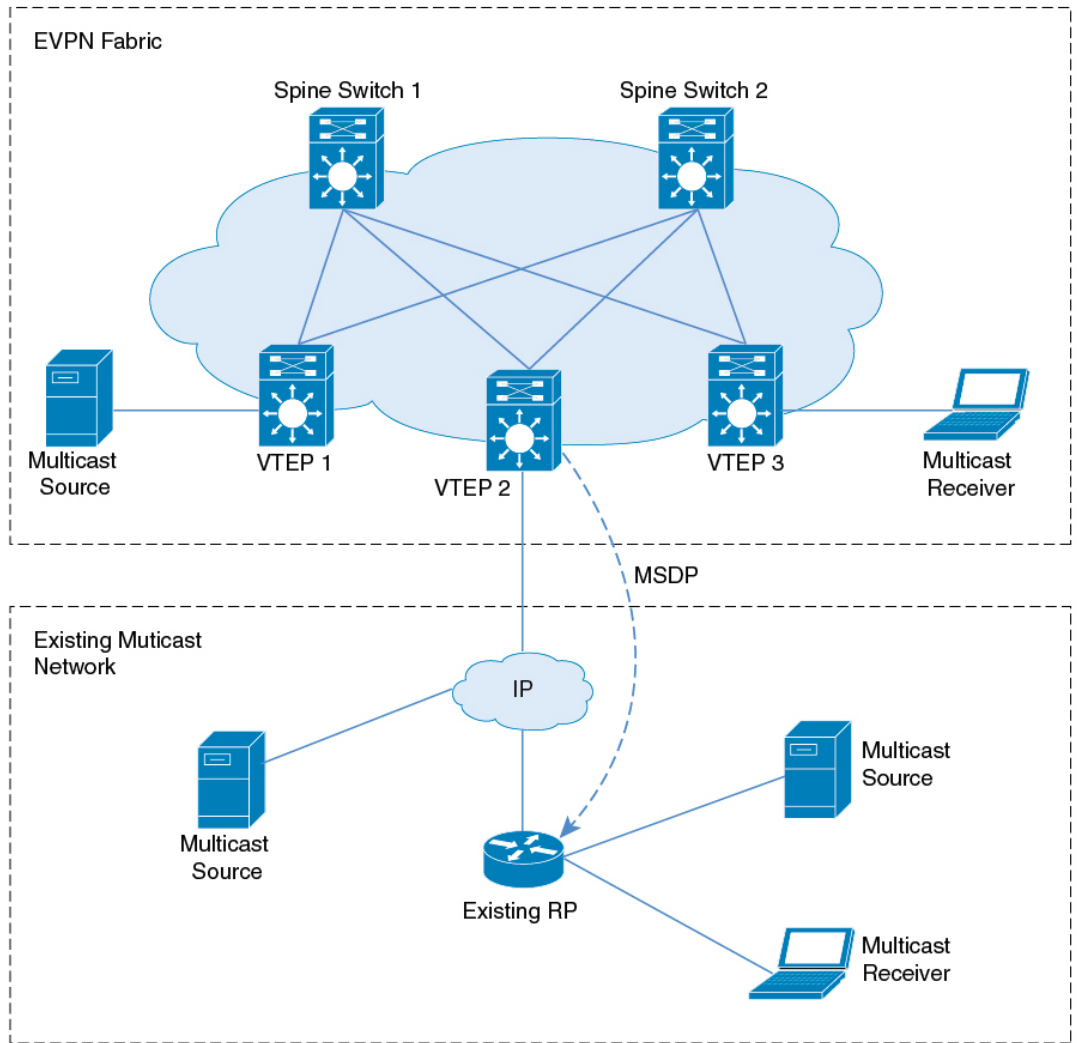 EVPN Fabric
Spine Switch 1
Spine Switch 2
Multicast
Source
VTEP 1
VTEP 2
VTEP 3
Multicast
Receiver
MSDP
Existing Muticast
Network
IP
Multicast
Source
Multicast
Source
Existing RP
Multicast
Receiver